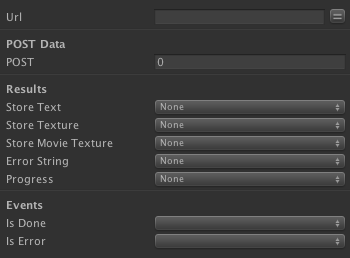 Url
POST Data
POST 0
Results
Store Text None
Store Texture None
Store Movie Texture None
Error String None
Progress None
Events
Is Done
Is Error